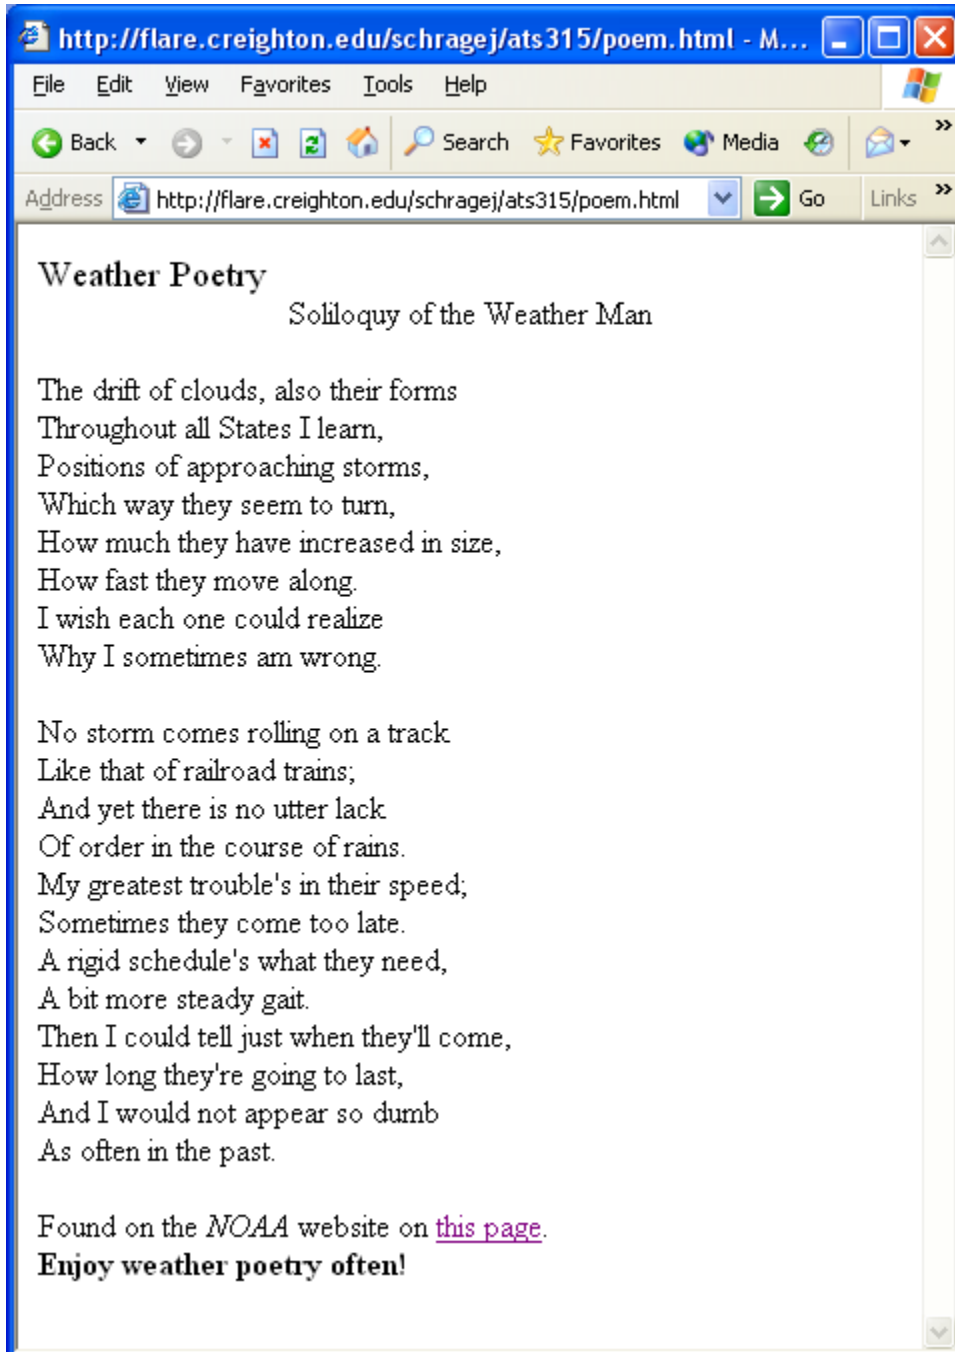 http://flare.creighton.edu/schragej/ats315/poem.html - M...
File Edit View Favorites Tools Help
Back Search Favorites Media »
Address http://flare.creighton.edu/schragej/ats315/poem.html Go Links »
Weather Poetry
Soliloquy of the Weather Man
The drift of clouds, also their forms
Throughout all States I learn,
Positions of approaching storms,
Which way they seem to turn,
How much they have increased in size,
How fast they move along.
I wish each one could realize
Why I sometimes am wrong.
No storm comes rolling on a track
Like that of railroad trains;
And yet there is no utter lack
Of order in the course of rains.
My greatest trouble's in their speed;
Sometimes they come too late.
A rigid schedule's what they need,
A bit more steady gait.
Then I could tell just when they'll come,
How long they're going to last,
And I would not appear so dumb
As often in the past.
Found on the NOAA website on this page.
Enjoy weather poetry often!